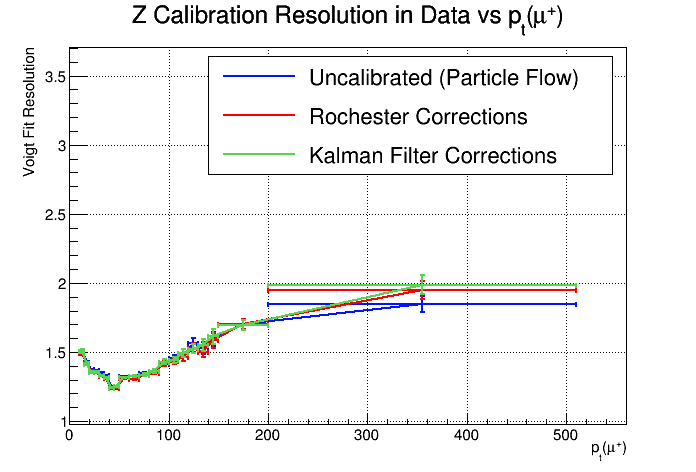 Z Calibration Resolution in Data vs p_t(μ⁺)
Voigt Fit Resolution
Uncalibrated (Particle Flow)
Rochester Corrections
Kalman Filter Corrections
3.5
3
2.5
2
1.5
1
0 100 200 300 400 500
p_t(μ⁺)